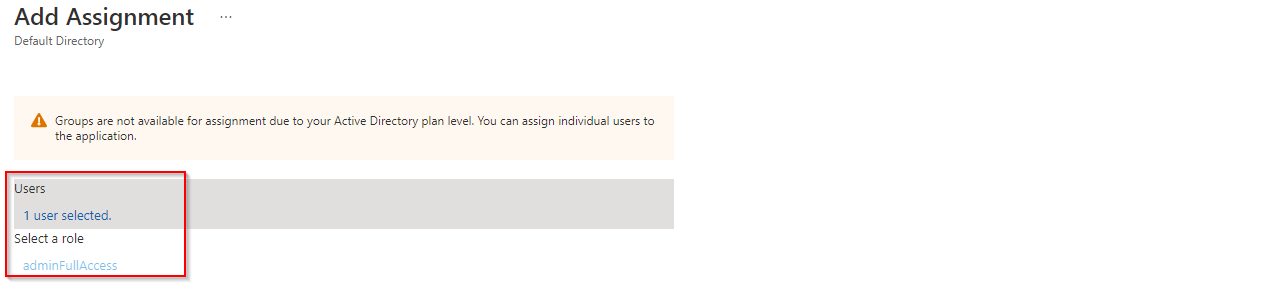 Add Assignment ...
Default Directory
Groups are not available for assignment due to your Active Directory plan level. You can assign individual users to
the application.
Users
1 user selected.
Select a role
adminFullAccess